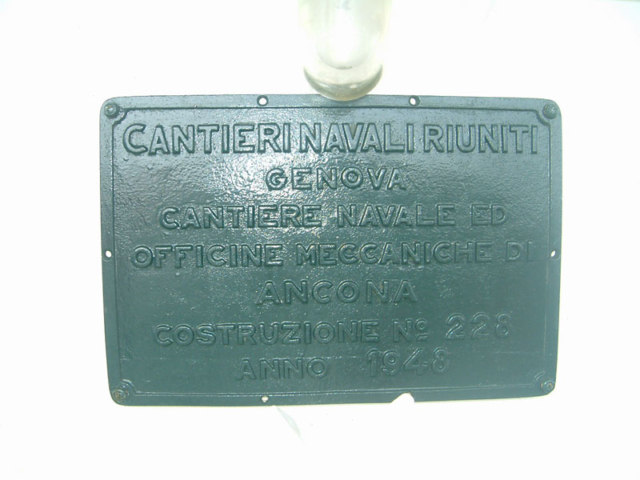 CANTIERI NAVALI RIUNITI
GENOVA
CANTIERE NAVALE ED
OFFICINE MECCANICHE DI
ANCONA
COSTRUZIONE Nº 228
ANNO 1948